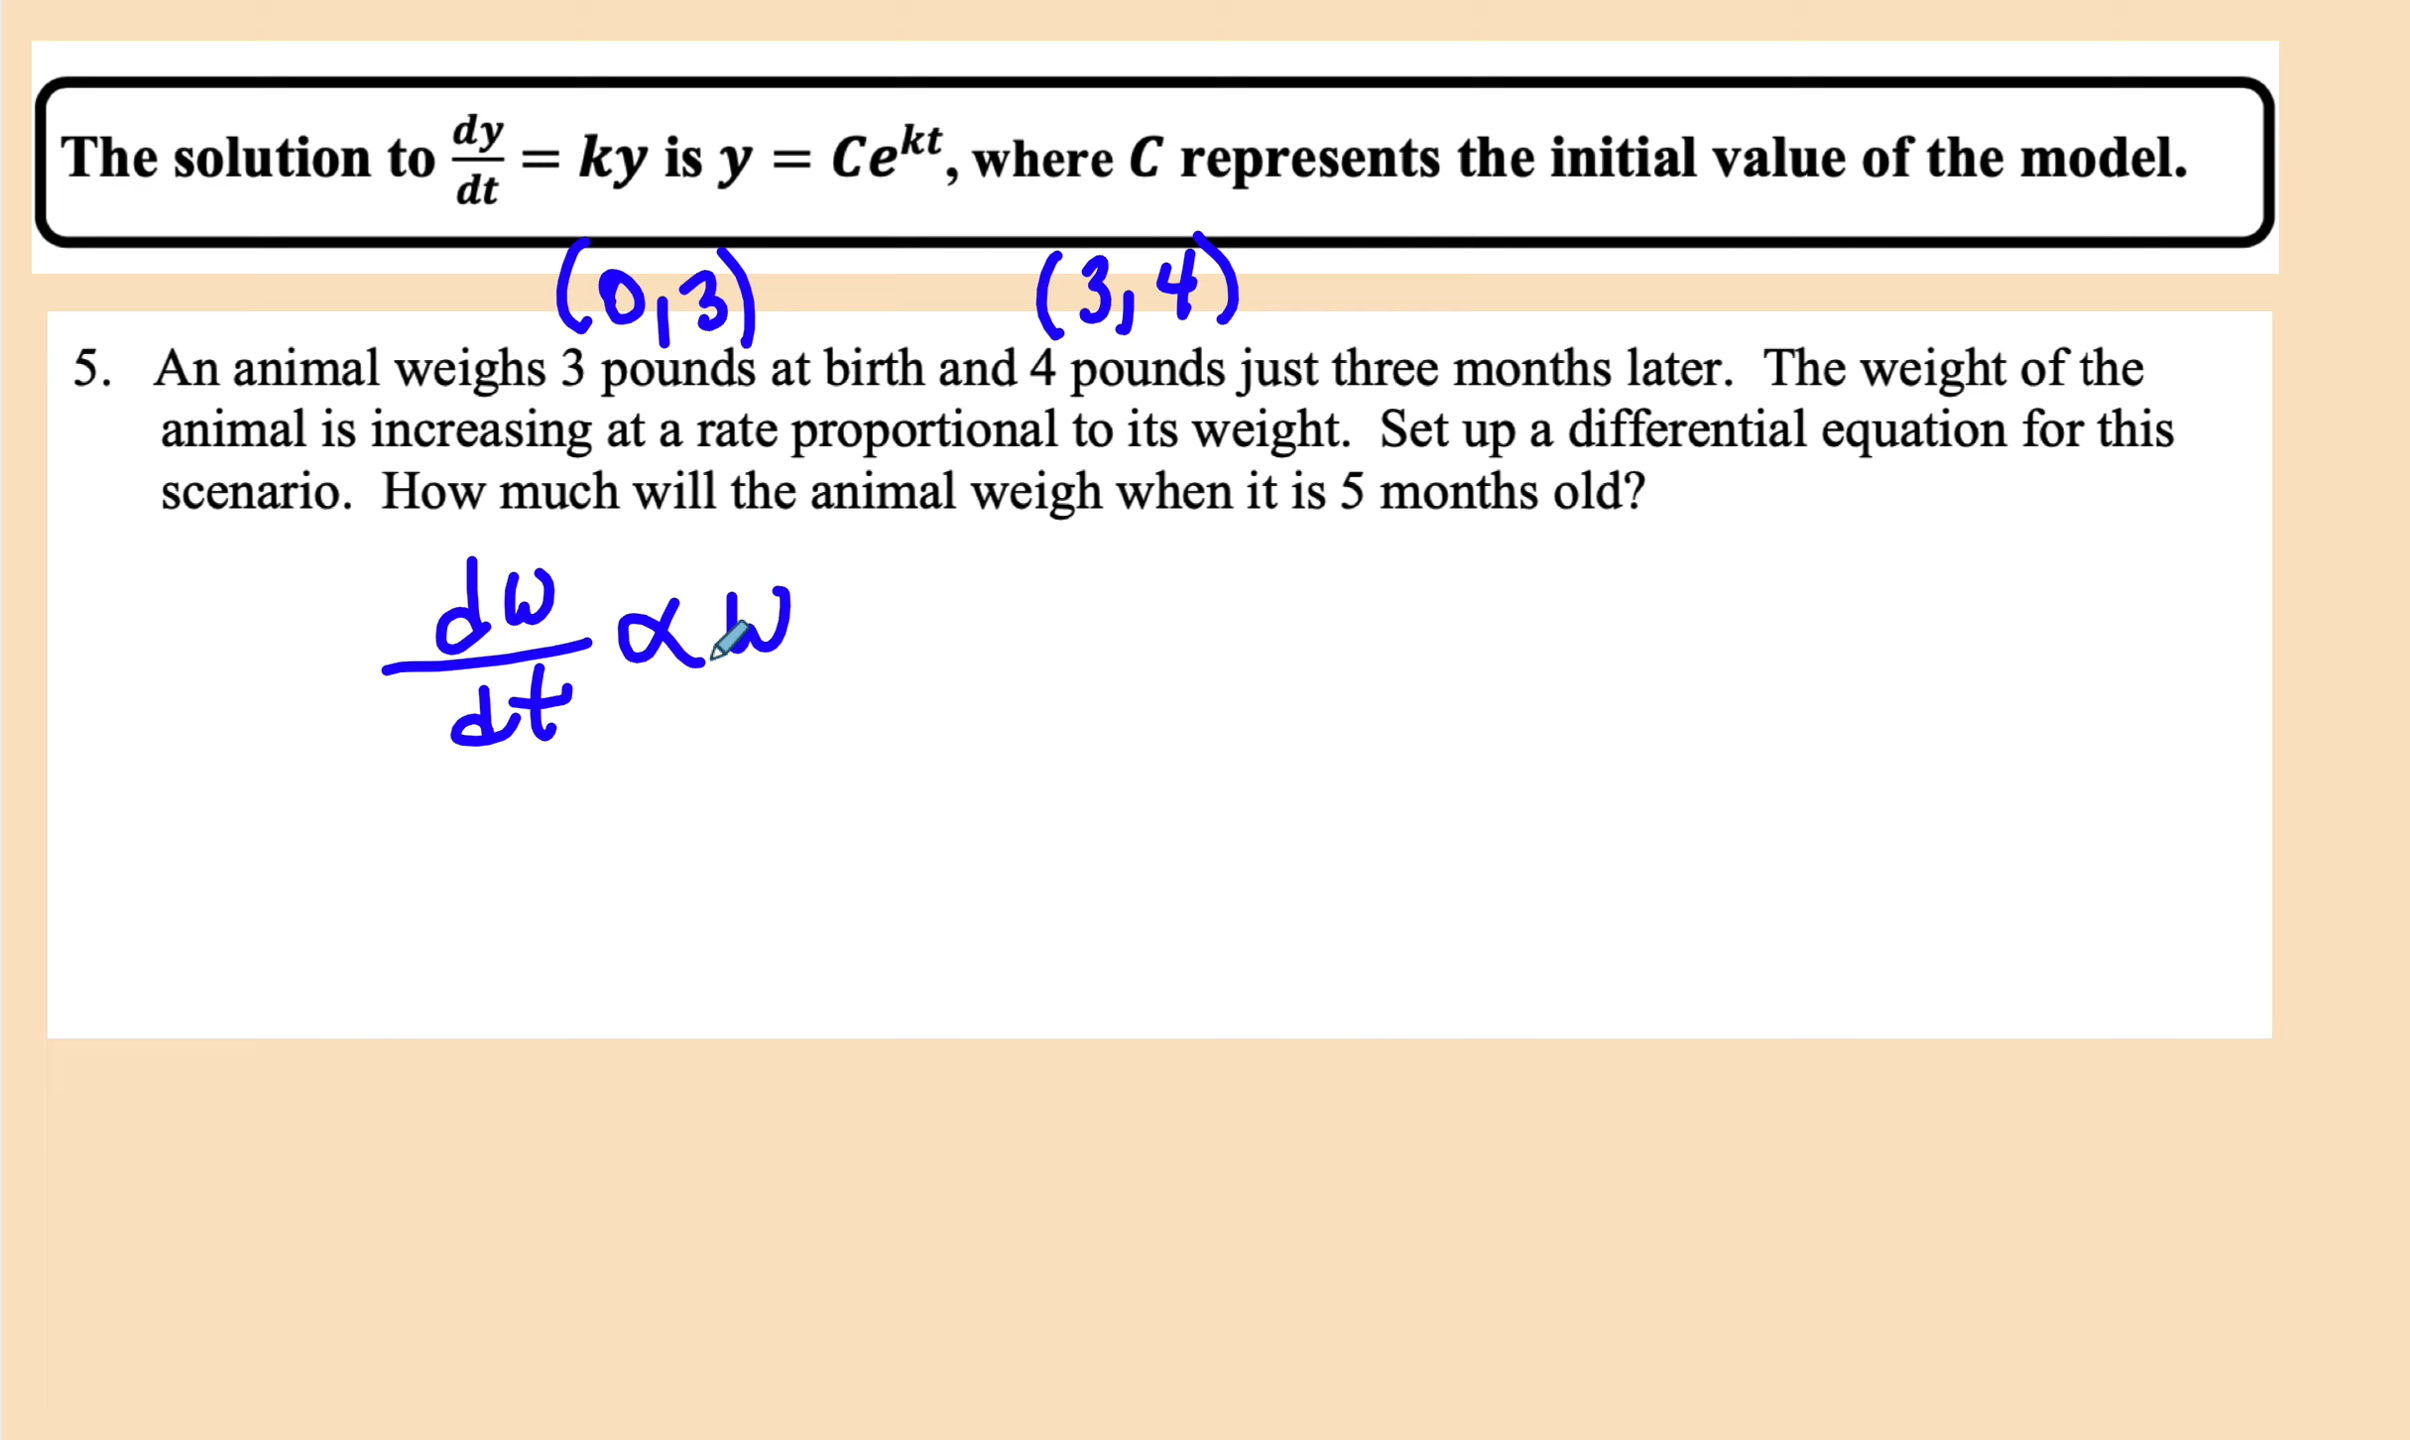 The solution to dy/dt = ky is y = Ce^{kt}, where C represents the initial value of the model.
(0,3) (3,4)
5. An animal weighs 3 pounds at birth and 4 pounds just three months later. The weight of the
animal is increasing at a rate proportional to its weight. Set up a differential equation for this
scenario. How much will the animal weigh when it is 5 months old?
dw/dt ∝ w